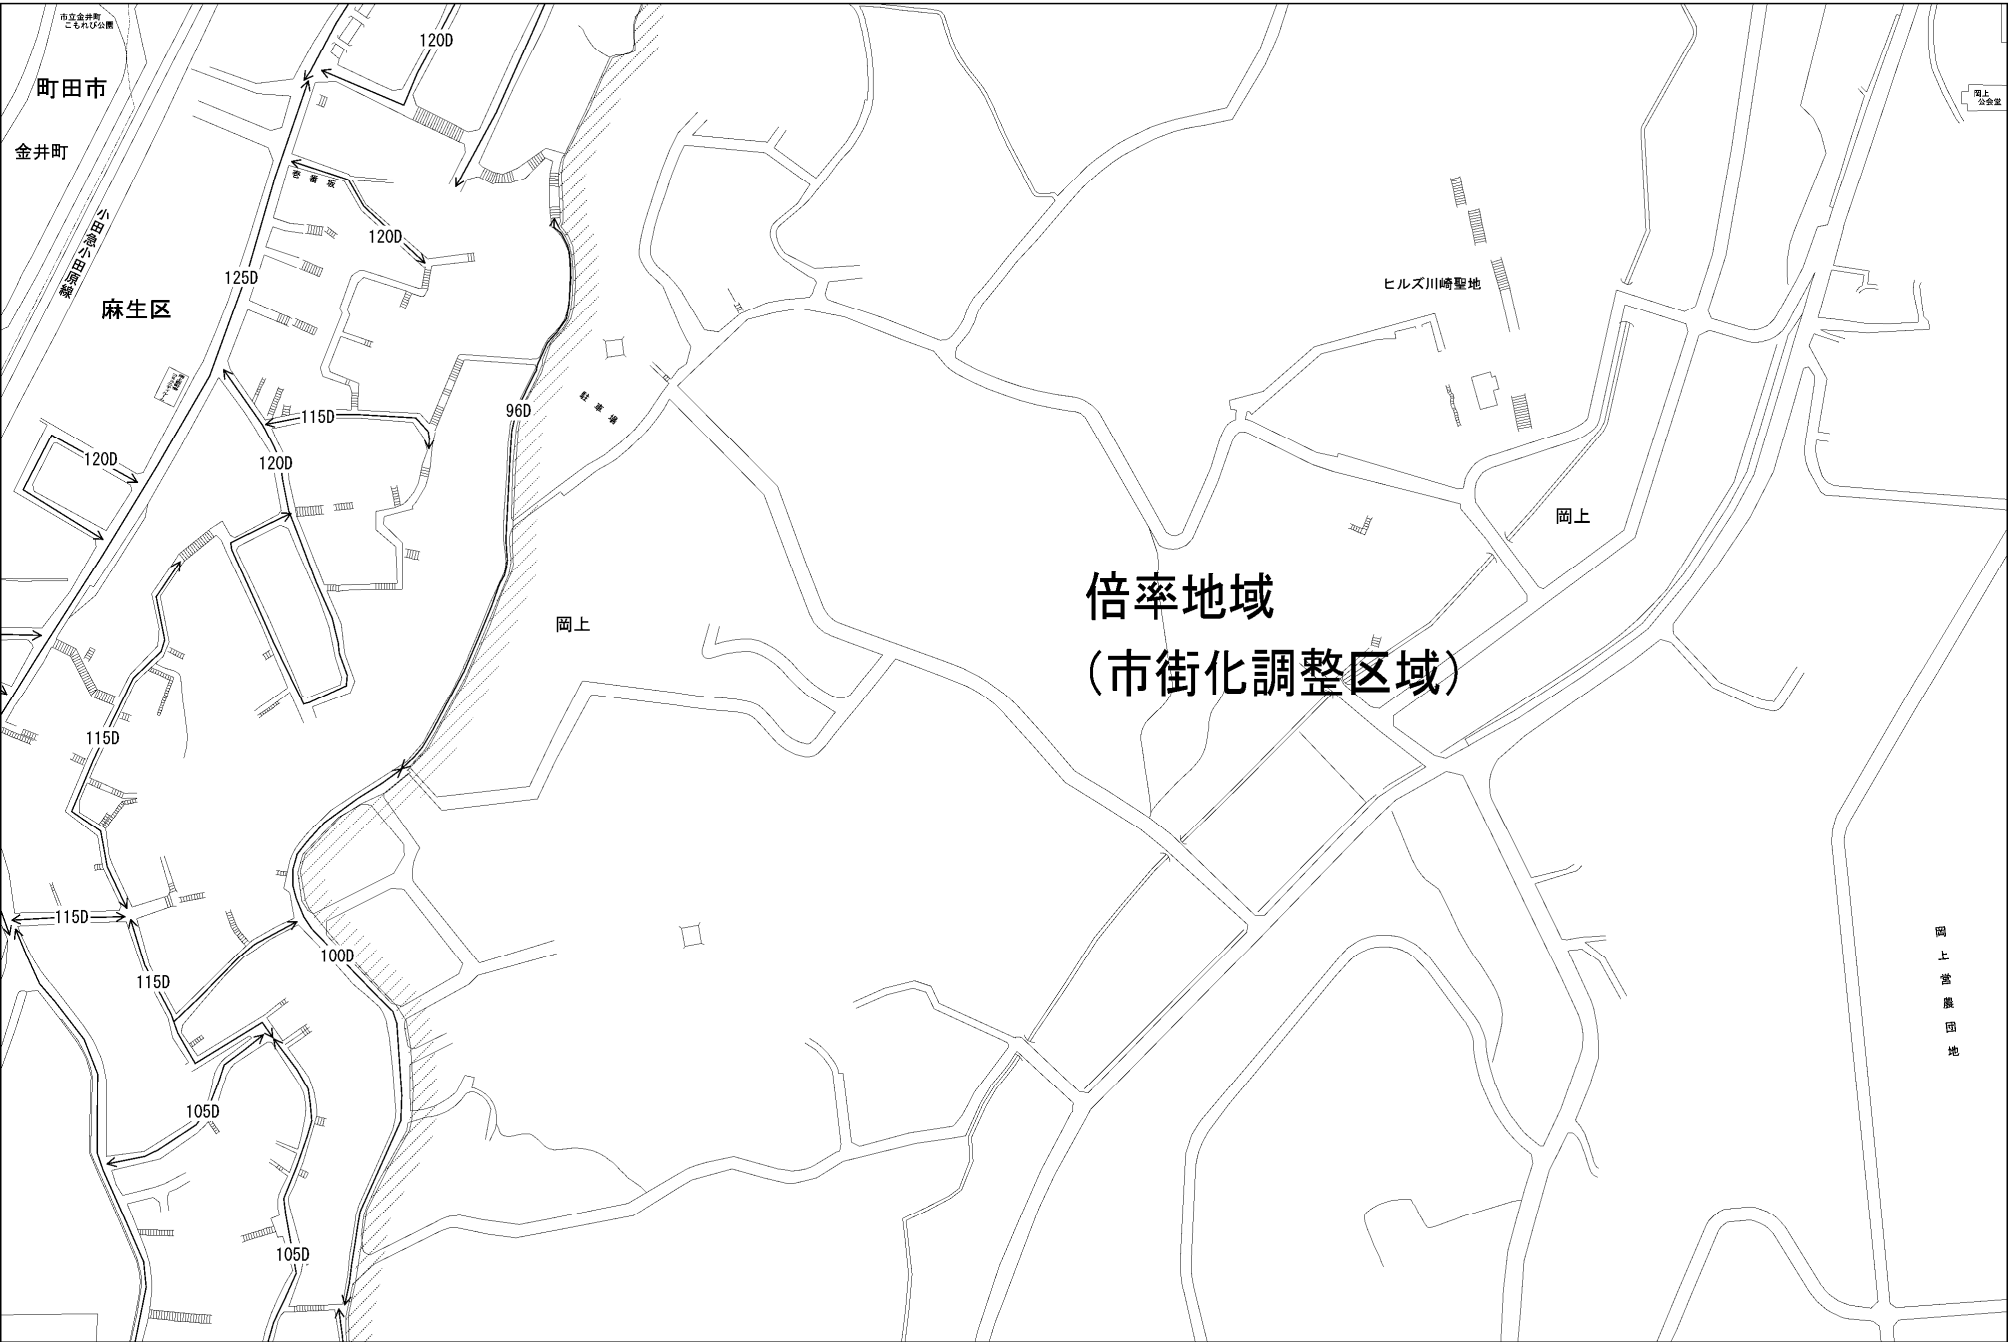 市立金井町
こもれび公園
町田市
金井町
小田急小田原線
麻生区
120D
壱番坂
120D
125D
115D
120D
120D
96D
駐車場
岡上
公会堂
ヒルズ川崎聖地
岡上
岡上
倍率地域
(市街化調整区域)
115D
115D
115D
100D
105D
105D
岡上営農団地